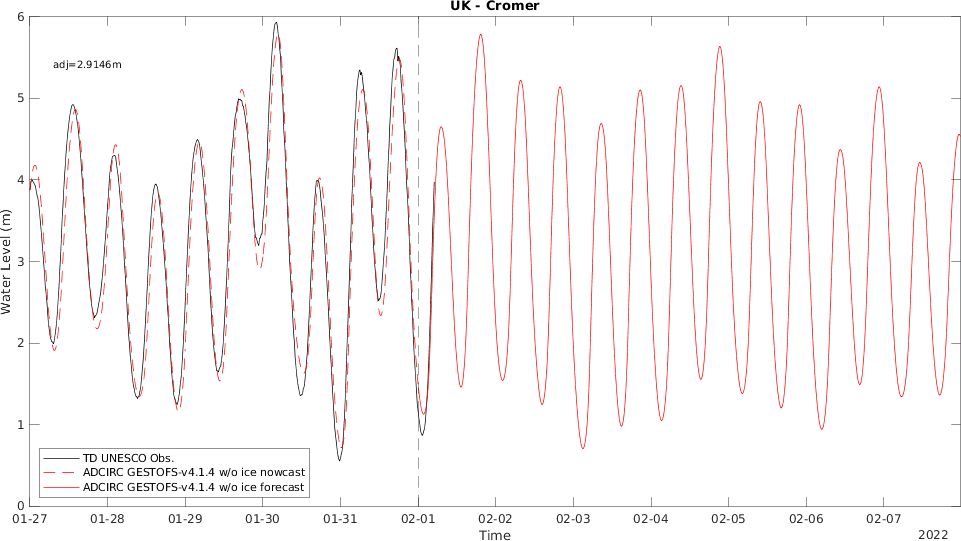 UK - Cromer
adj=2.9146m
Water Level (m)
6
5
4
3
2
1
0
TD UNESCO Obs.
ADCIRC GESTOFS-v4.1.4 w/o ice nowcast
ADCIRC GESTOFS-v4.1.4 w/o ice forecast
01-27 01-28 01-29 01-30 01-31 02-01 02-02 02-03 02-04 02-05 02-06 02-07
Time
2022